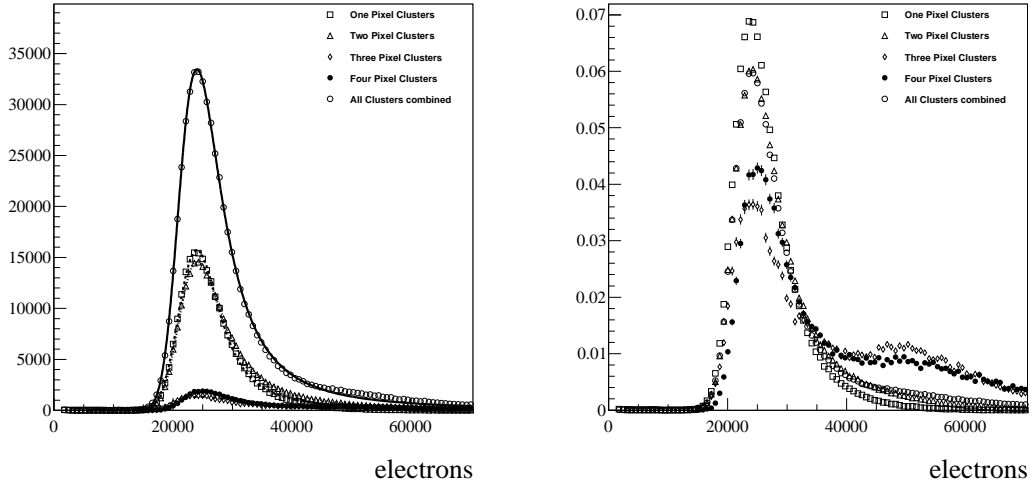 One Pixel Clusters
Two Pixel Clusters
Three Pixel Clusters
Four Pixel Clusters
All Clusters combined
35000
30000
25000
20000
15000
10000
5000
0
0 20000 40000 60000
electrons
One Pixel Clusters
Two Pixel Clusters
Three Pixel Clusters
Four Pixel Clusters
All Clusters combined
0.07
0.06
0.05
0.04
0.03
0.02
0.01
0
0 20000 40000 60000
electrons